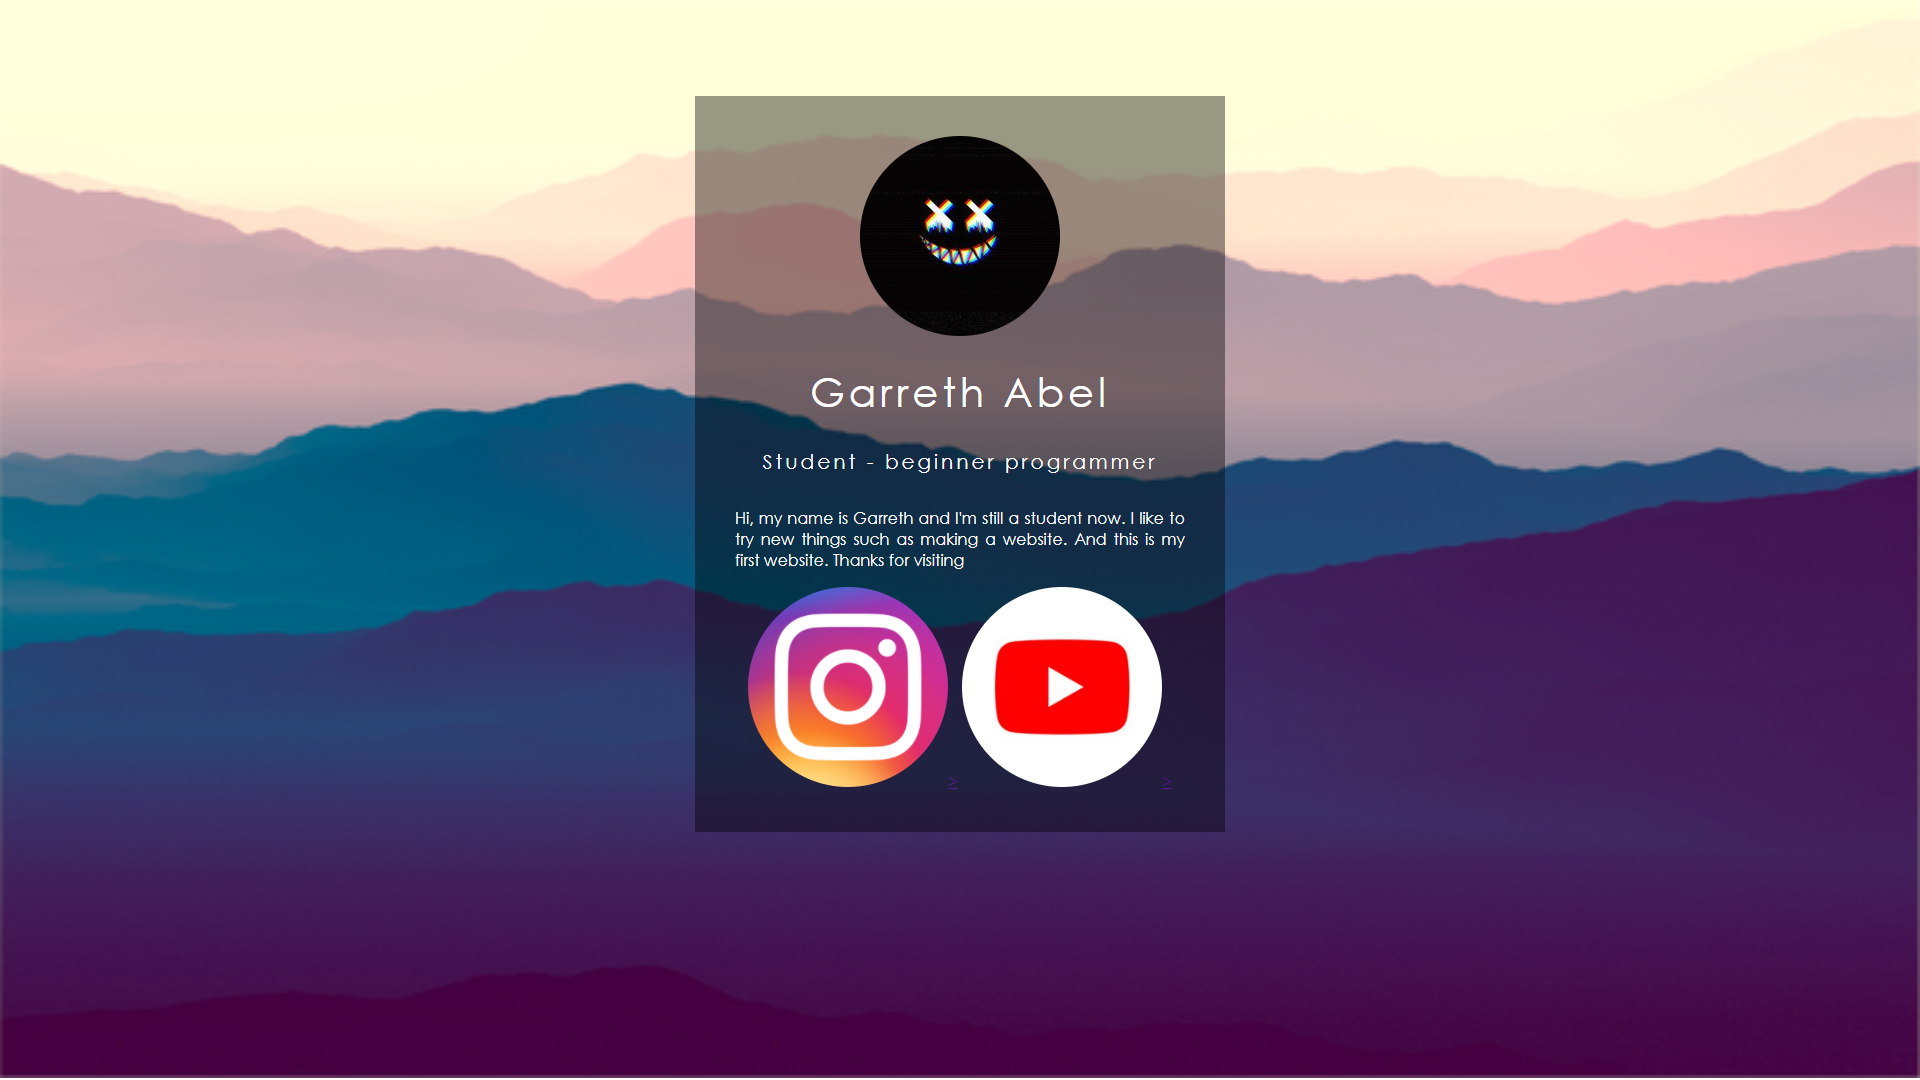 Garreth Abel
Student - beginner programmer
Hi, my name is Garreth and I'm still a student now. I like to
try new things such as making a website. And this is my
first website. Thanks for visiting
> >